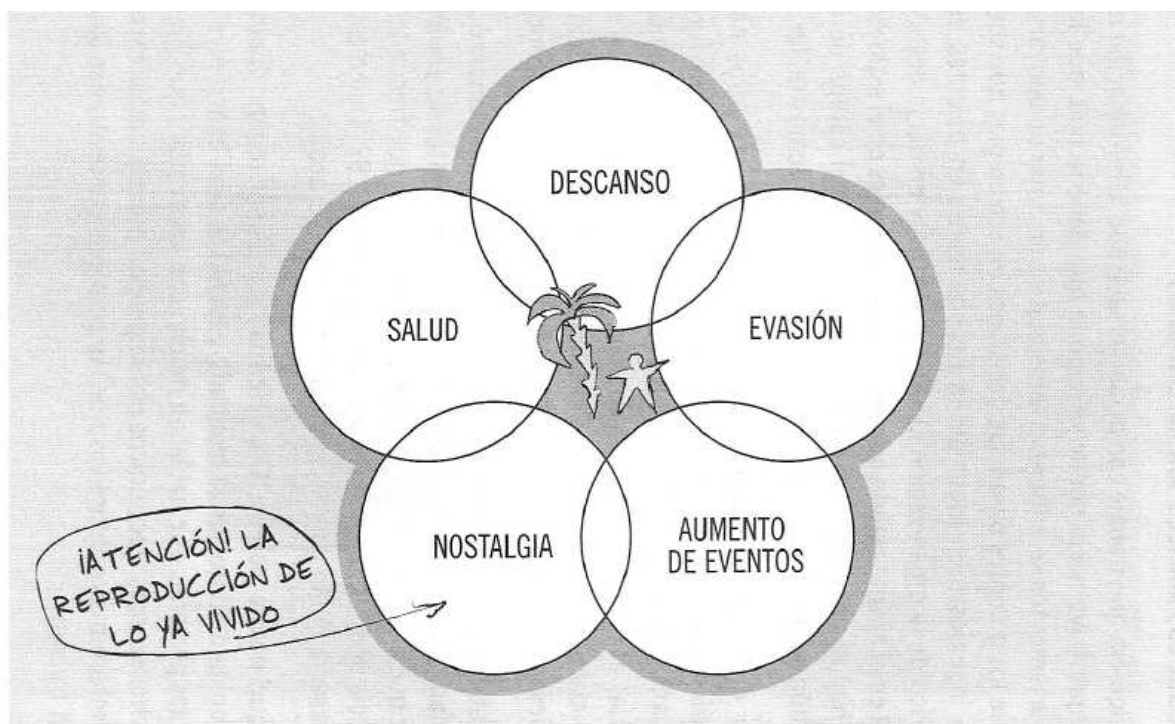 DESCANSO
SALUD
EVASIÓN
NOSTALGIA
AUMENTO
DE EVENTOS
¡ATENCIÓN! LA
REPRODUCCIÓN DE
LO YA VIVIDO